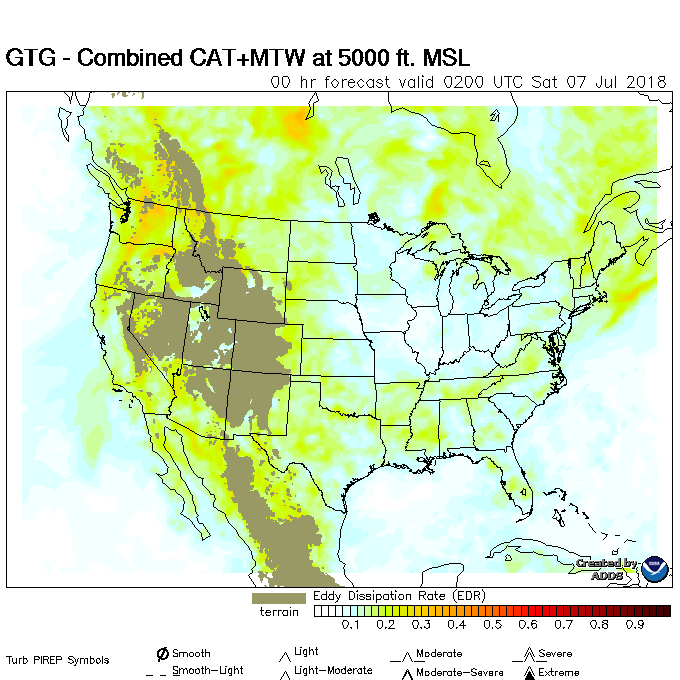 GTG - Combined CAT+MTW at 5000 ft. MSL
00 hr forecast valid 0200 UTC Sat 07 Jul 2018
Created by
ADDS
Eddy Dissipation Rate (EDR)
terrain
0.1 0.2 0.3 0.4 0.5 0.6 0.7 0.8 0.9
Turb PIREP Symbols
Smooth Light Moderate Severe
Smooth-Light Light-Moderate Moderate-Severe Extreme